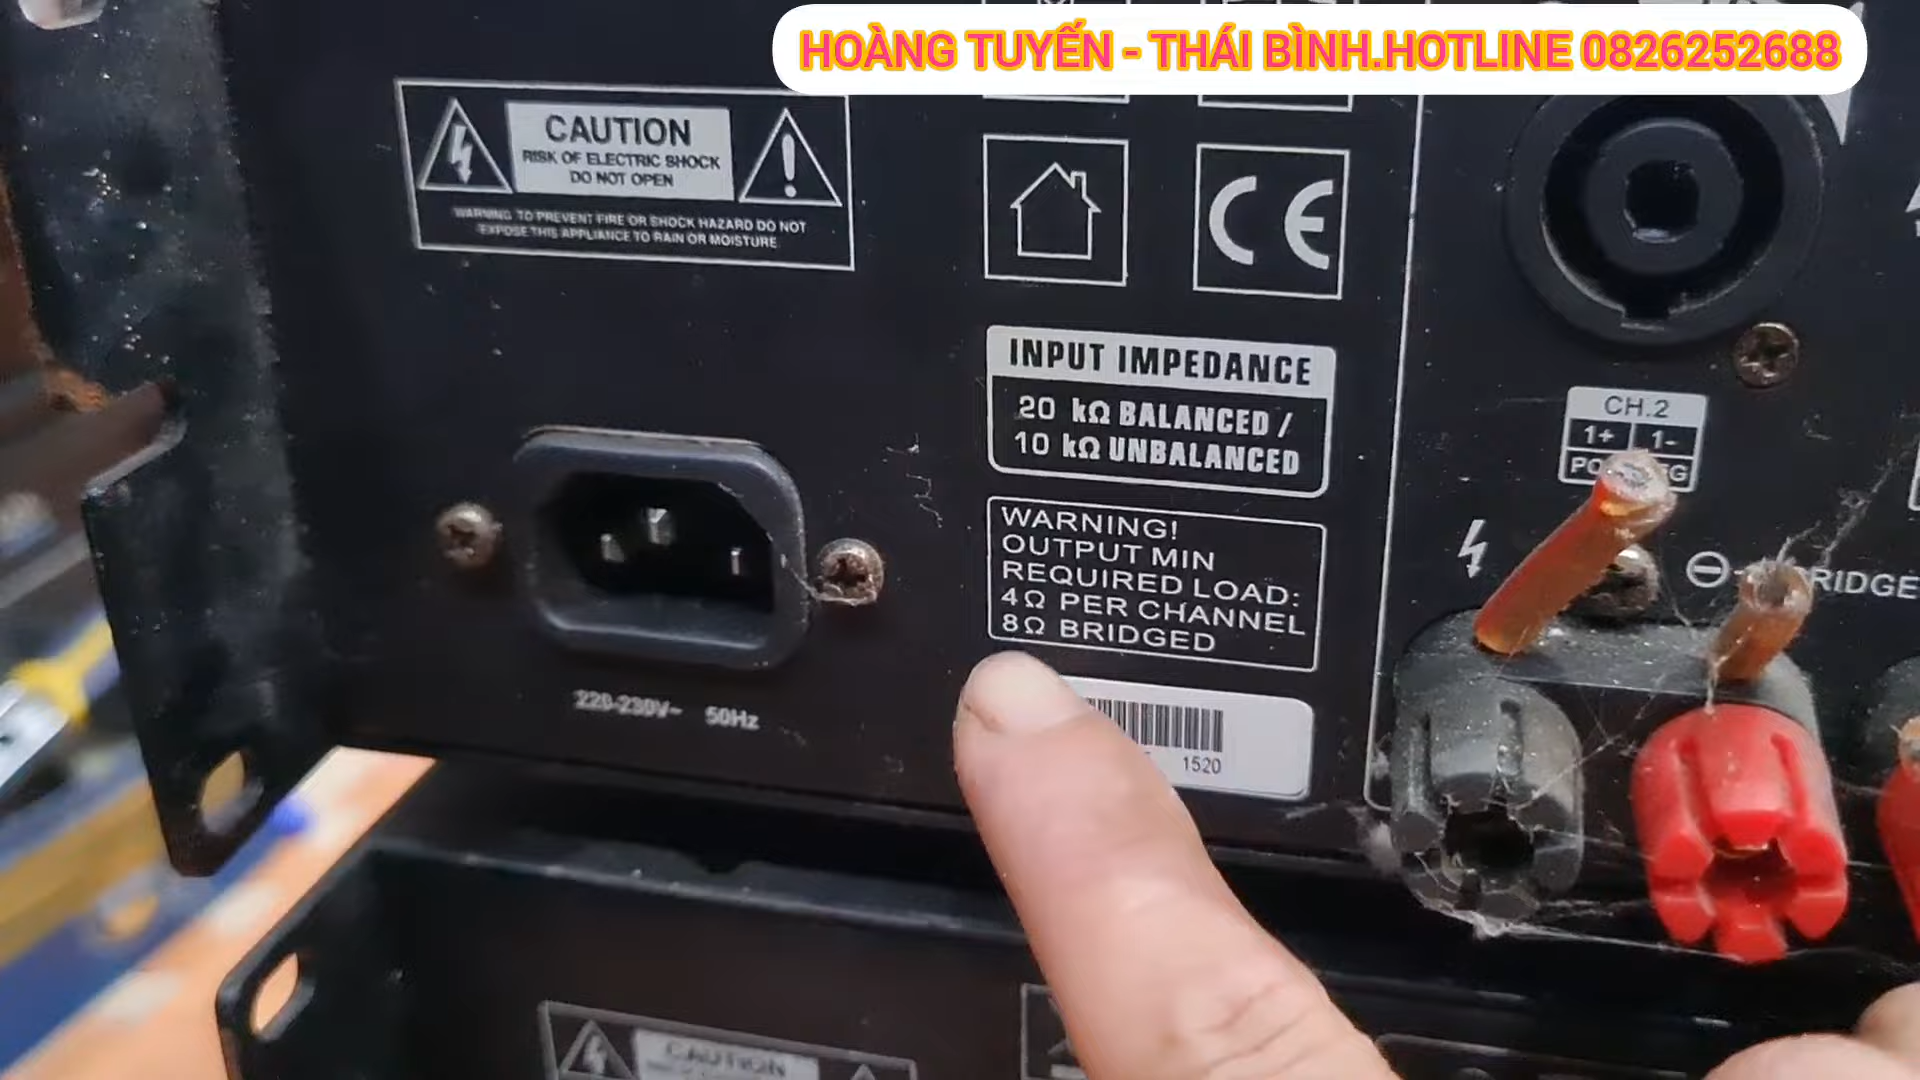 HOÀNG TUYẾN - THÁI BÌNH.HOTLINE 0826252688
CAUTION
RISK OF ELECTRIC SHOCK
DO NOT OPEN
WARNING TO PREVENT FIRE OR SHOCK HAZARD DO NOT
EXPOSE THIS APPLIANCE TO RAIN OR MOISTURE
CE
INPUT IMPEDANCE
20 kΩ BALANCED /
10 kΩ UNBALANCED
WARNING!
OUTPUT MIN
REQUIRED LOAD:
4Ω PER CHANNEL
8Ω BRIDGED
220-230V~ 50Hz
1520
CH.2
1+ 1-
CAUTION